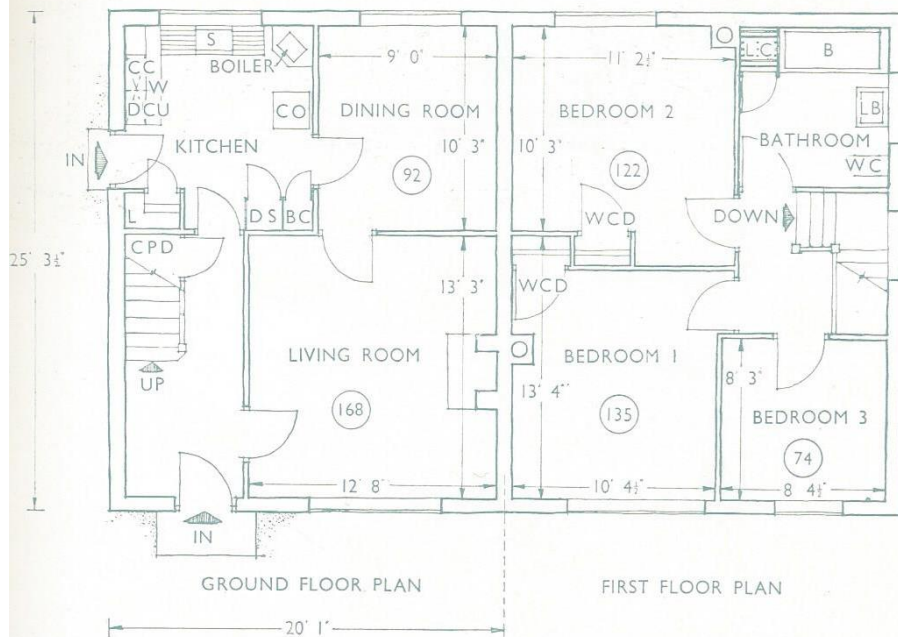 S
BOILER
CC
L W
DCU
CO
KITCHEN
IN
L
DS
BC
CPD
UP
9' 0"
DINING ROOM
10' 3"
92
13' 3"
LIVING ROOM
168
12' 8"
IN
25' 3½"
20' 1"
GROUND FLOOR PLAN
11' 2½"
BEDROOM 2
10' 3"
122
WCD
WCD
LC
B
LB
BATHROOM
WC
DOWN
BEDROOM 1
13' 4"
135
10' 4½"
8' 3"
BEDROOM 3
74
8' 4½"
FIRST FLOOR PLAN